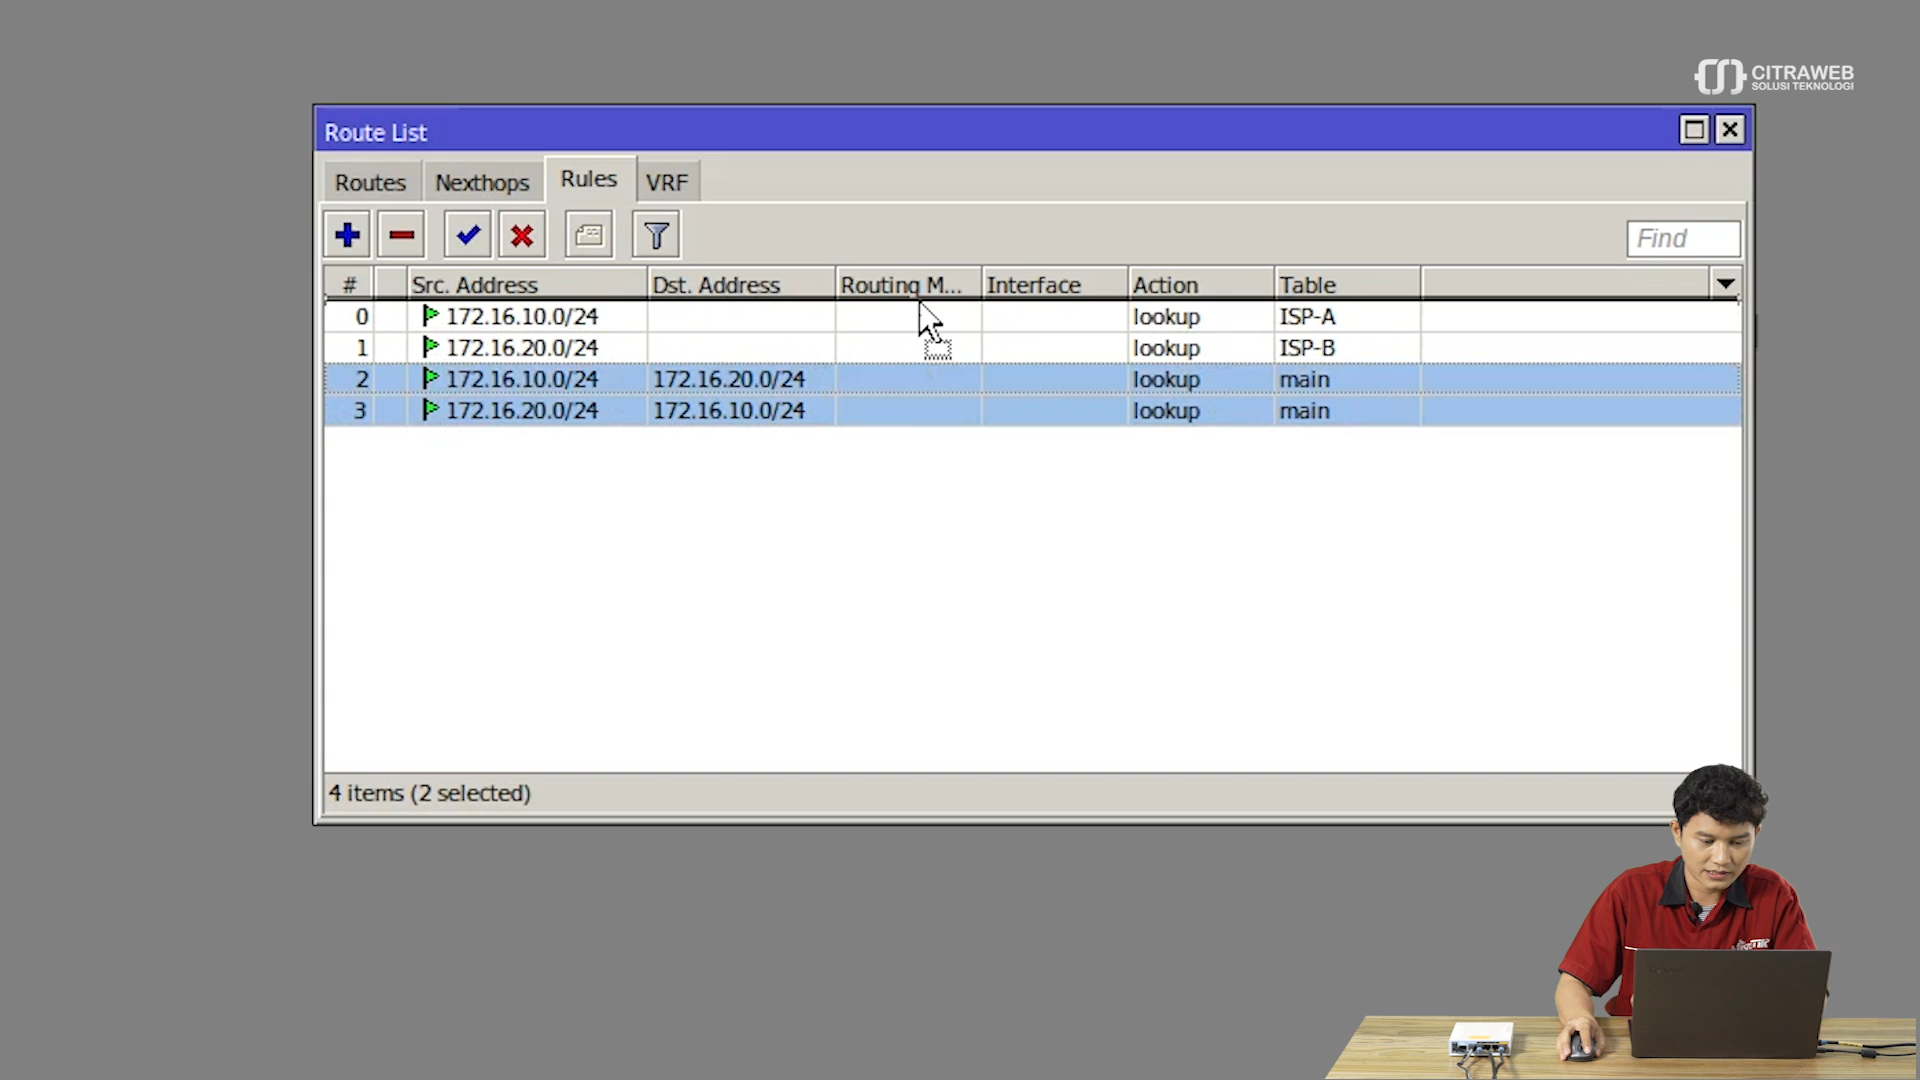 CITRAWEB
SOLUSI TEKNOLOGI
Route List
Routes Nexthops Rules VRF
Find
# Src. Address Dst. Address Routing M... Interface Action Table
0 172.16.10.0/24 lookup ISP-A
1 172.16.20.0/24 lookup ISP-B
2 172.16.10.0/24 172.16.20.0/24 lookup main
3 172.16.20.0/24 172.16.10.0/24 lookup main
4 items (2 selected)